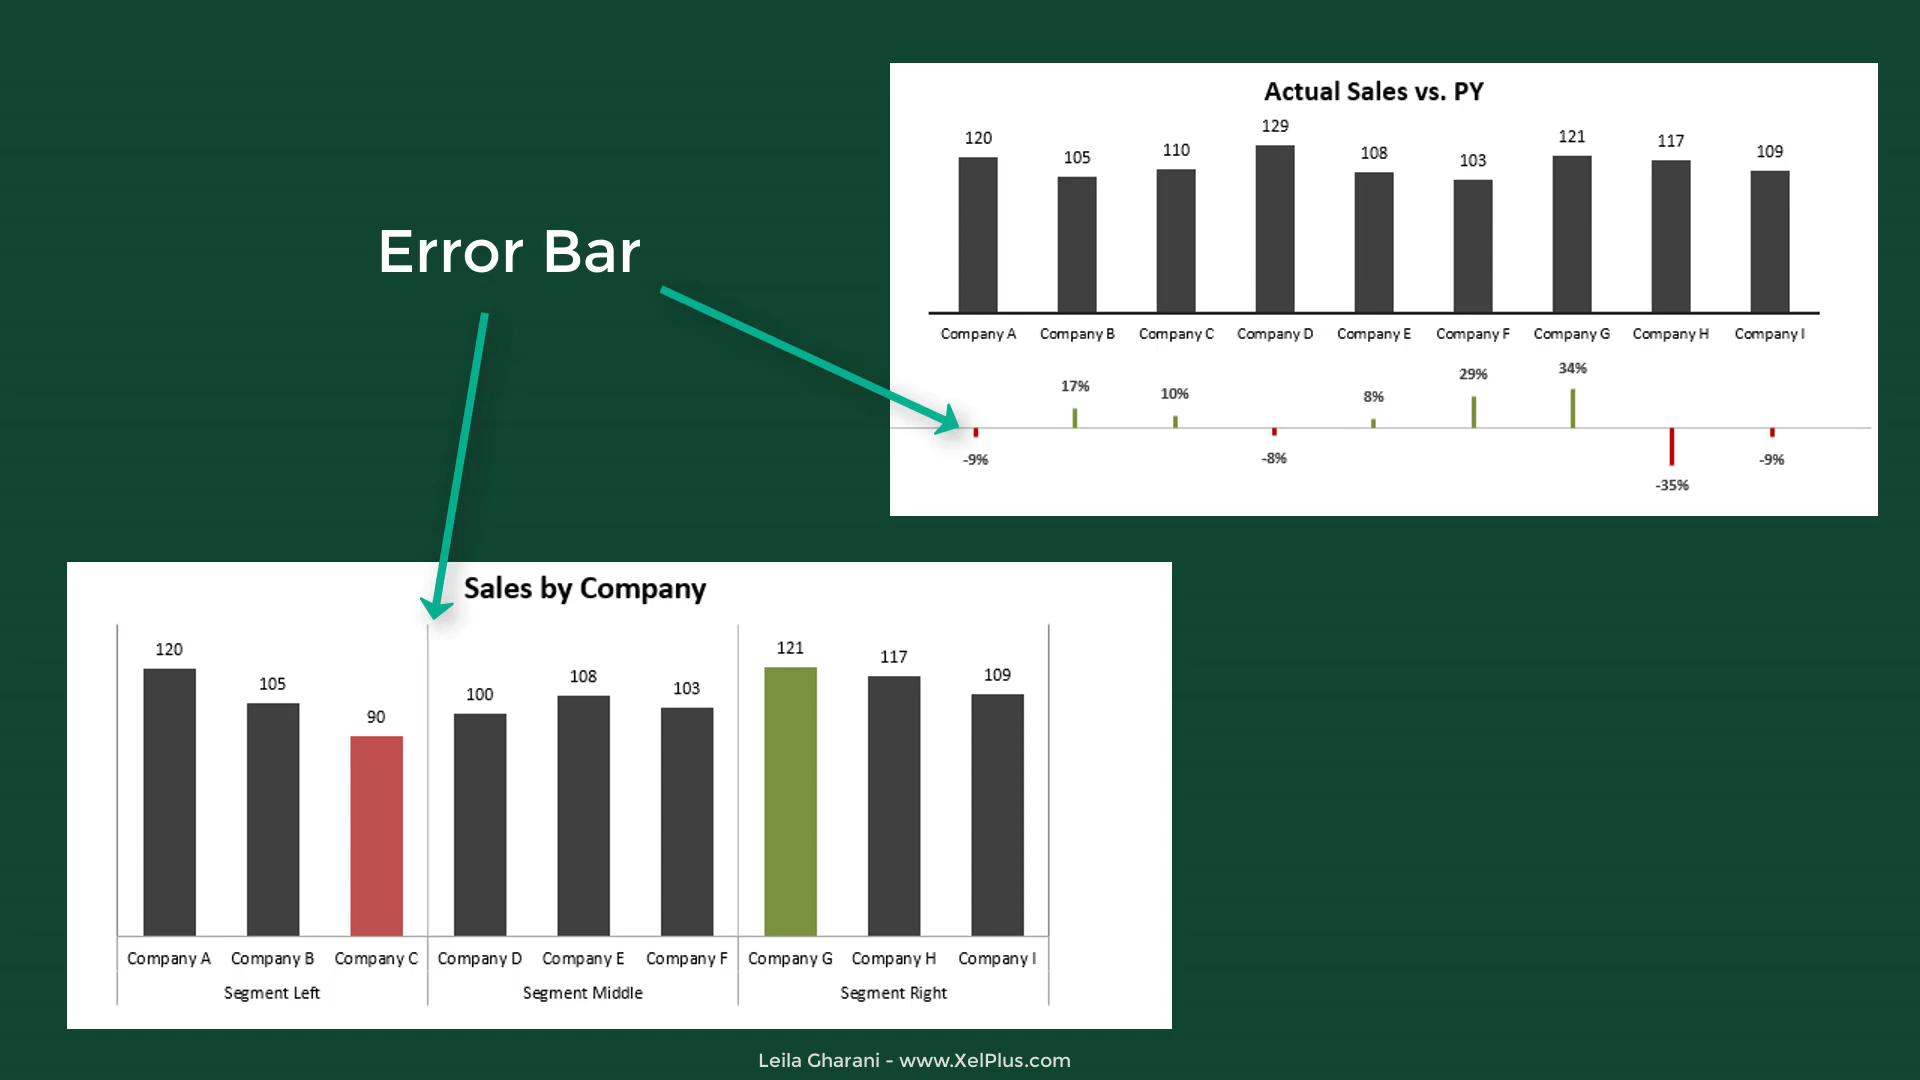 Actual Sales vs. PY
120 105 110 129 108 103 121 117 109
Company A Company B Company C Company D Company E Company F Company G Company H Company I
17% 10% 8% 29% 34%
-9% -8% -35% -9%
Error Bar
Sales by Company
120 105 90 100 108 103 121 117 109
Company A Company B Company C Company D Company E Company F Company G Company H Company I
Segment Left Segment Middle Segment Right
Leila Gharani - www.XelPlus.com